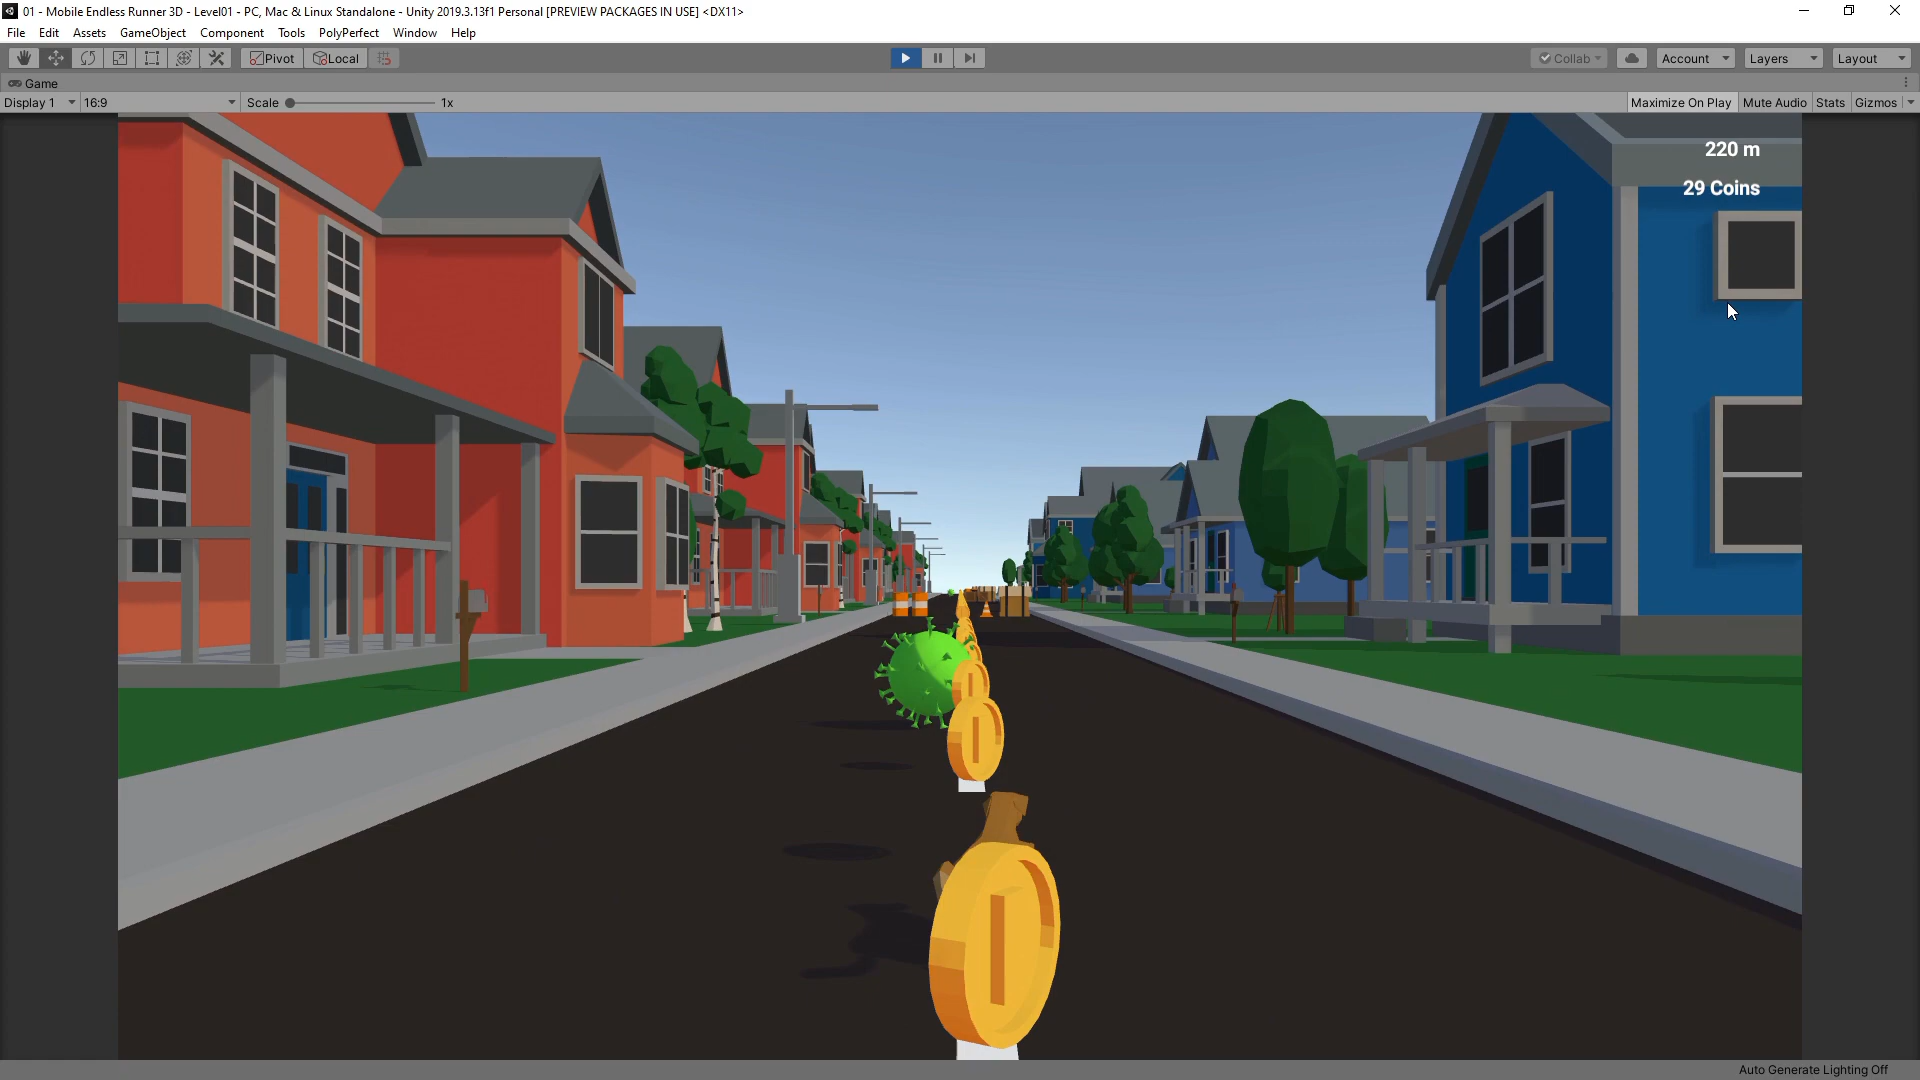 01 - Mobile Endless Runner 3D - Level01 - PC, Mac & Linux Standalone - Unity 2019.3.13f1 Personal [PREVIEW PACKAGES IN USE] <DX11>
File Edit Assets GameObject Component Tools PolyPerfect Window Help
Pivot Local Collab Account Layers Layout
Game
Display 1 16:9 Scale 1x Maximize On Play Mute Audio Stats Gizmos
220 m
29 Coins
Auto Generate Lighting Off